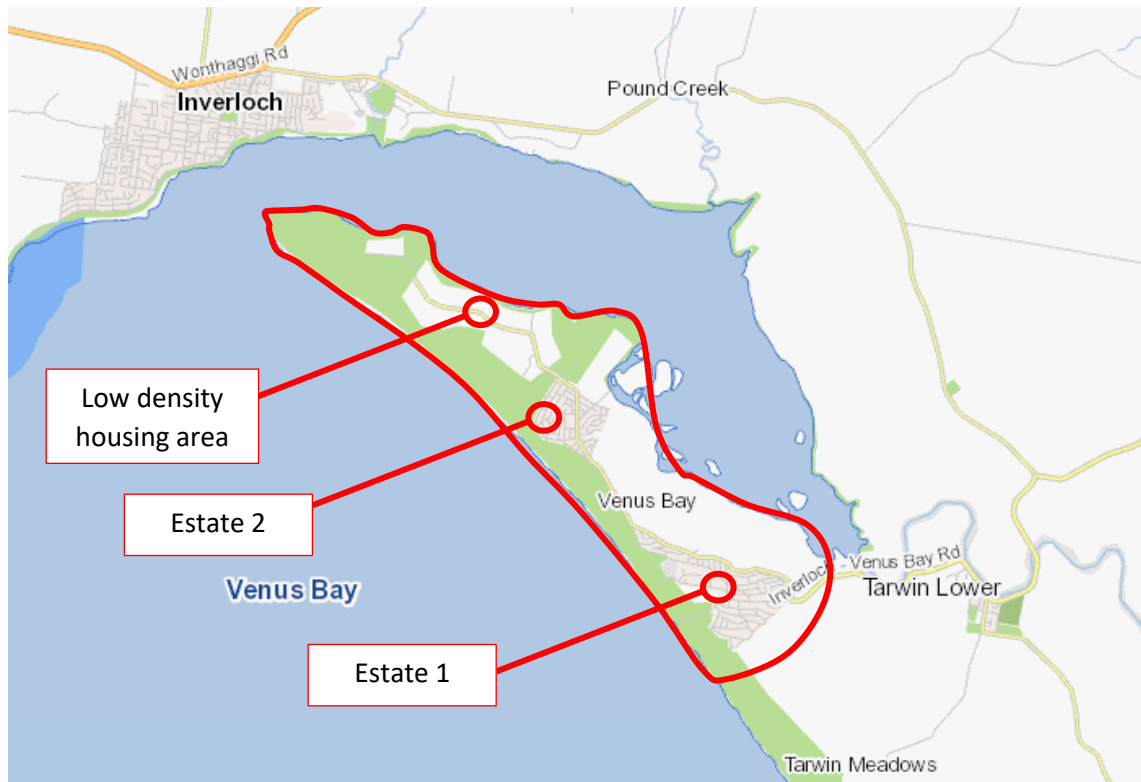 Wonthaggi Rd
Inverloch
Pound Creek
Low density
housing area
Estate 2
Venus Bay
Venus Bay
Inverloch - Venus Bay Rd
Tarwin Lower
Estate 1
Tarwin Meadows